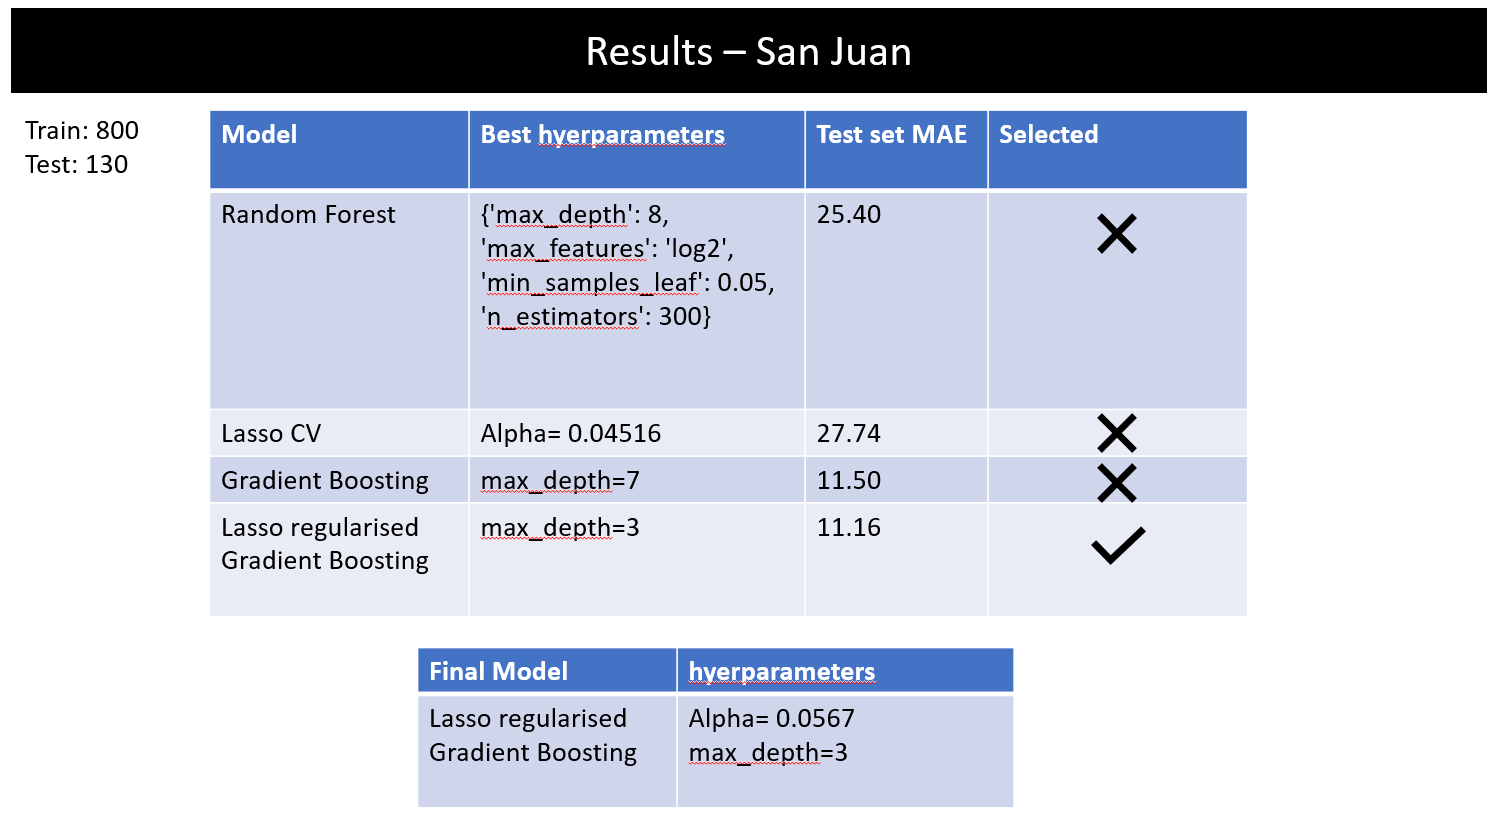 Results – San Juan
Train: 800
Test: 130
Model
Best hyerparameters
Test set MAE
Selected
Random Forest
{'max_depth': 8,
'max_features': 'log2',
'min_samples_leaf': 0.05,
'n_estimators': 300}
25.40
Lasso CV
Alpha= 0.04516
27.74
Gradient Boosting
max_depth=7
11.50
Lasso regularised
Gradient Boosting
max_depth=3
11.16
Final Model
hyerparameters
Lasso regularised
Gradient Boosting
Alpha= 0.0567
max_depth=3